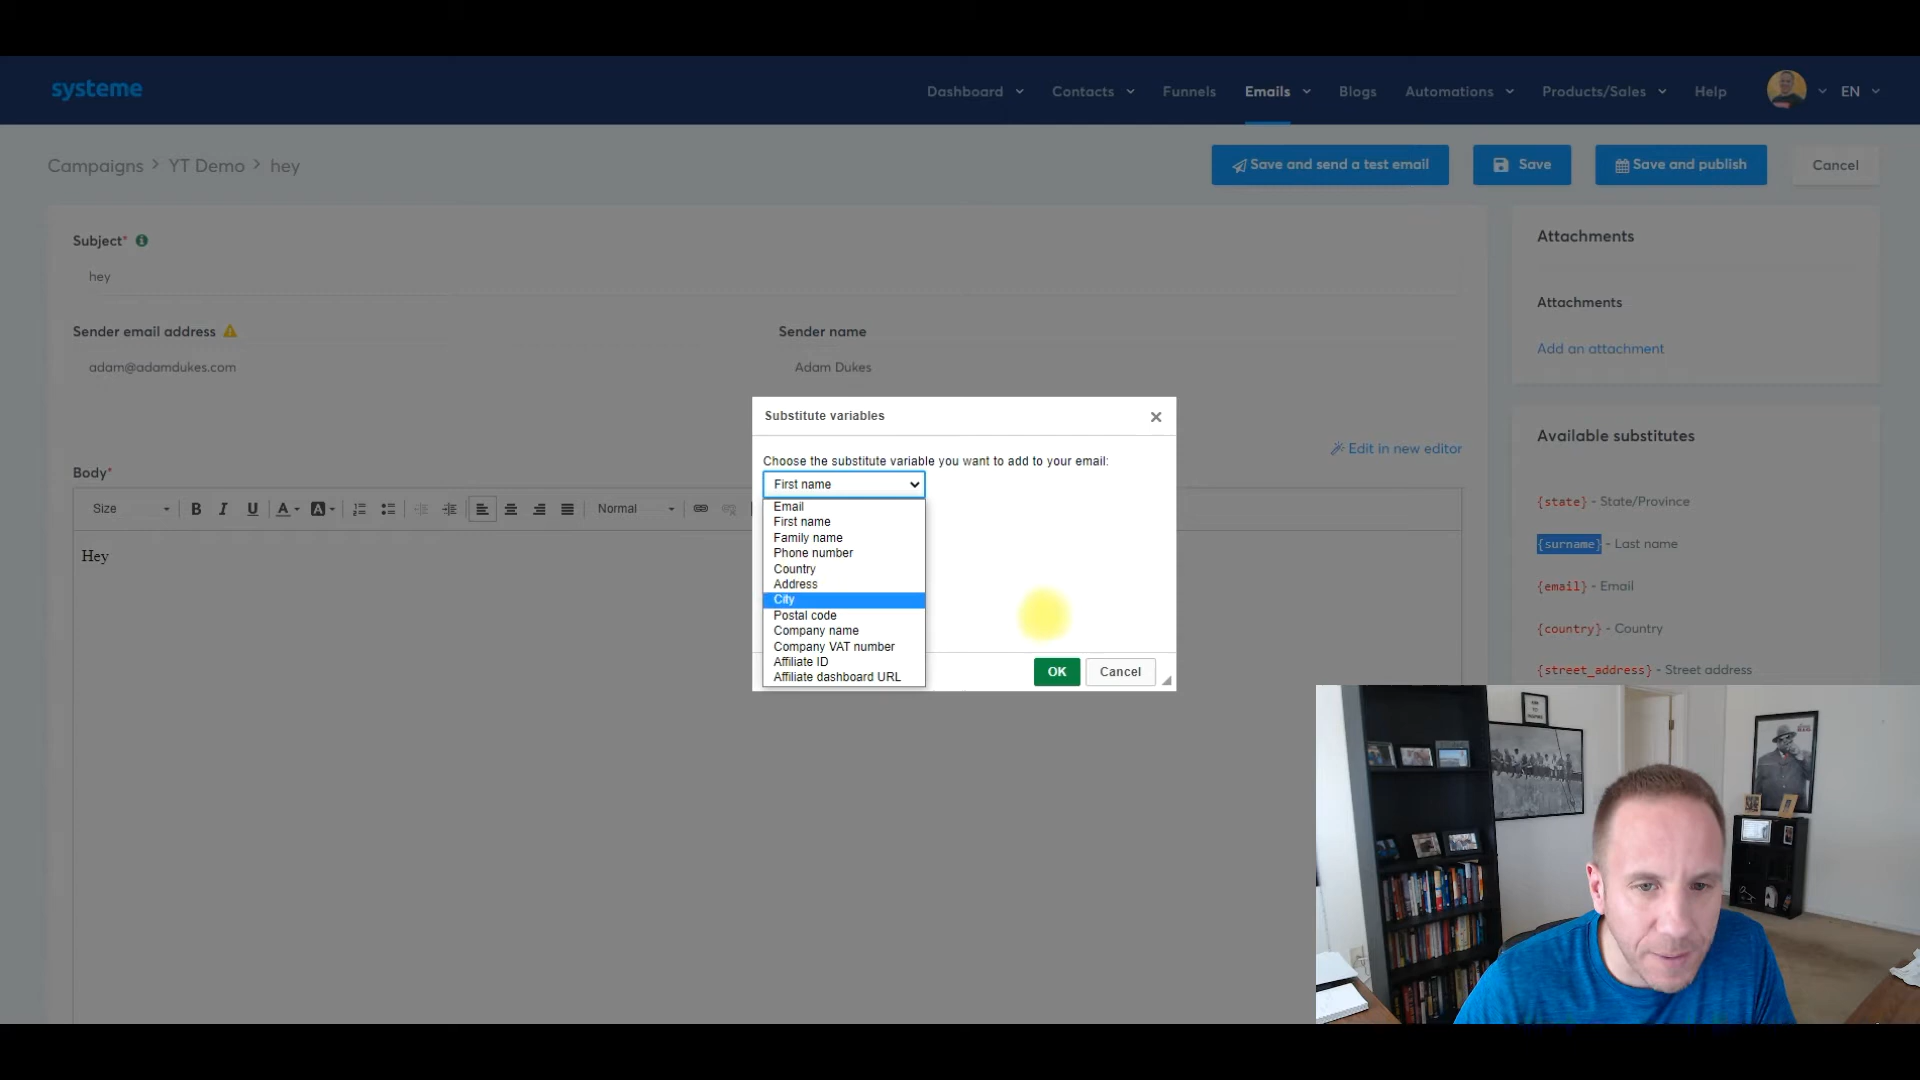 systeme
Dashboard
Contacts
Funnels
Emails
Blogs
Automations
Products/Sales
Help
EN
Campaigns > YT Demo > hey
Save and send a test email
Save
Save and publish
Cancel
Subject*
hey
Sender email address
Sender name
adam@adamdukes.com
Adam Dukes
Edit in new editor
Body*
Size
B I U A A
Normal
Hey
Substitute variables
Choose the substitute variable you want to add to your email:
First name
Email
First name
Family name
Phone number
Country
Address
City
Postal code
Company name
Company VAT number
Affiliate ID
Affiliate dashboard URL
OK
Cancel
Attachments
Attachments
Add an attachment
Available substitutes
{state} - State/Province
{surname} - Last name
{email} - Email
{country} - Country
{street_address} - Street address